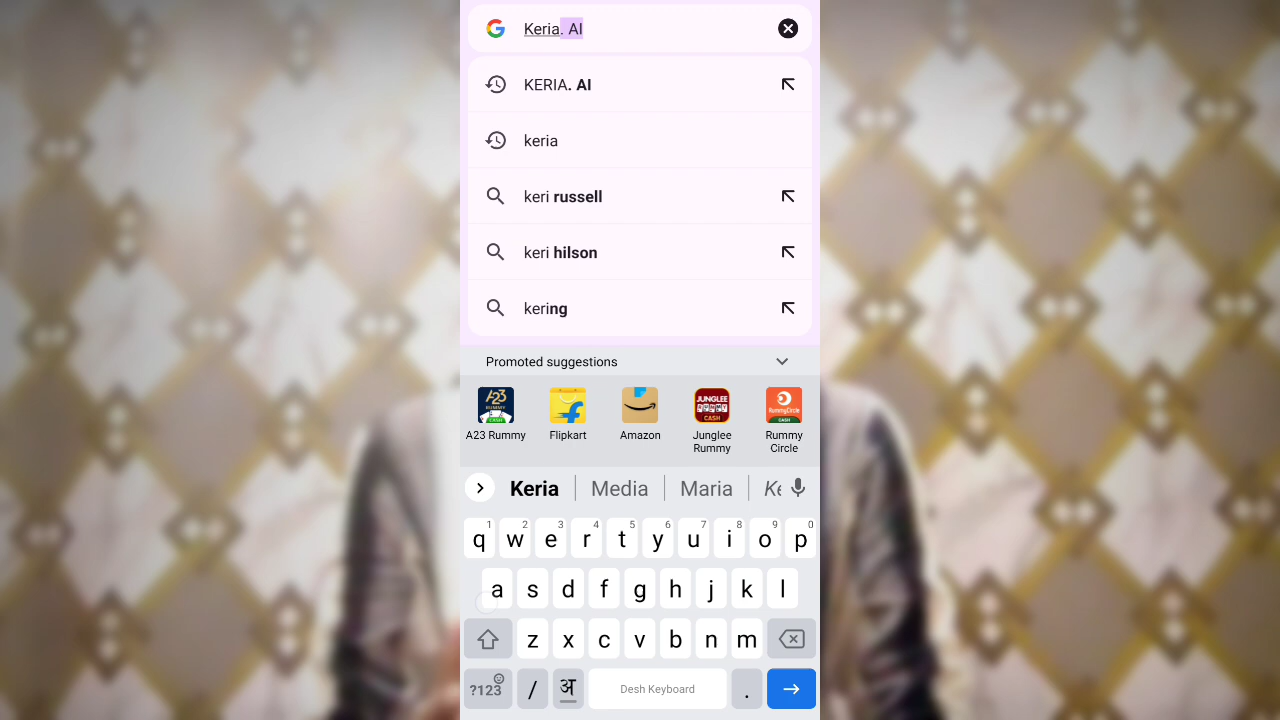 Keria. AI
KERIA. AI
keria
keri russell
keri hilson
kering
Promoted suggestions
A23 Rummy Flipkart Amazon Junglee Rummy Rummy Circle
Keria Media Maria Ke
1 2 3 4 5 6 7 8 9 0
q w e r t y u i o p
a s d f g h j k l
z x c v b n m
?123 / अ Desh Keyboard .